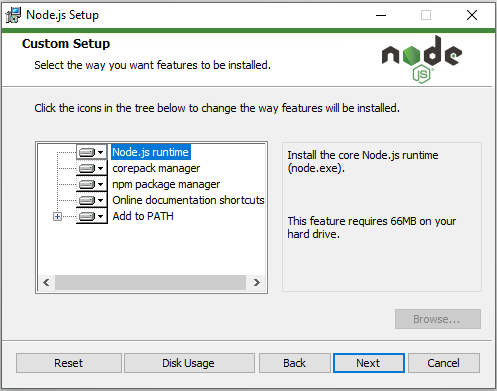 Node.js Setup
Custom Setup
Select the way you want features to be installed.
node
JS
Click the icons in the tree below to change the way features will be installed.
Node.js runtime
corepack manager
npm package manager
Online documentation shortcuts
Add to PATH
Install the core Node.js runtime
(node.exe).
This feature requires 66MB on your
hard drive.
Browse...
Reset
Disk Usage
Back
Next
Cancel